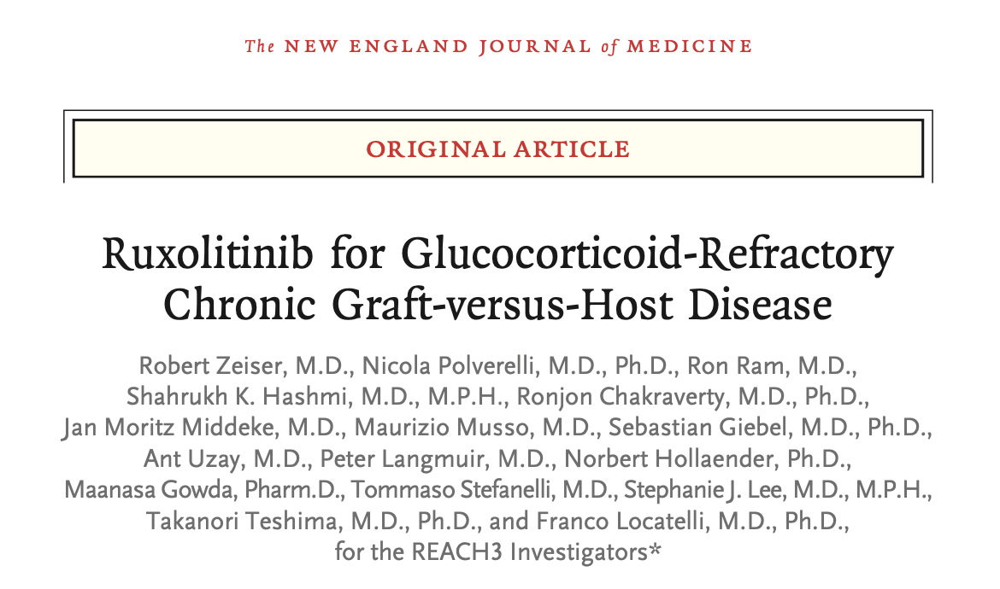 The NEW ENGLAND JOURNAL of MEDICINE
ORIGINAL ARTICLE
Ruxolitinib for Glucocorticoid-Refractory
Chronic Graft-versus-Host Disease
Robert Zeiser, M.D., Nicola Polverelli, M.D., Ph.D., Ron Ram, M.D.,
Shahrukh K. Hashmi, M.D., M.P.H., Ronjon Chakraverty, M.D., Ph.D.,
Jan Moritz Middeke, M.D., Maurizio Musso, M.D., Sebastian Giebel, M.D., Ph.D.,
Ant Uzay, M.D., Peter Langmuir, M.D., Norbert Hollaender, Ph.D.,
Maanasa Gowda, Pharm.D., Tommaso Stefanelli, M.D., Stephanie J. Lee, M.D., M.P.H.,
Takanori Teshima, M.D., Ph.D., and Franco Locatelli, M.D., Ph.D.,
for the REACH3 Investigators*